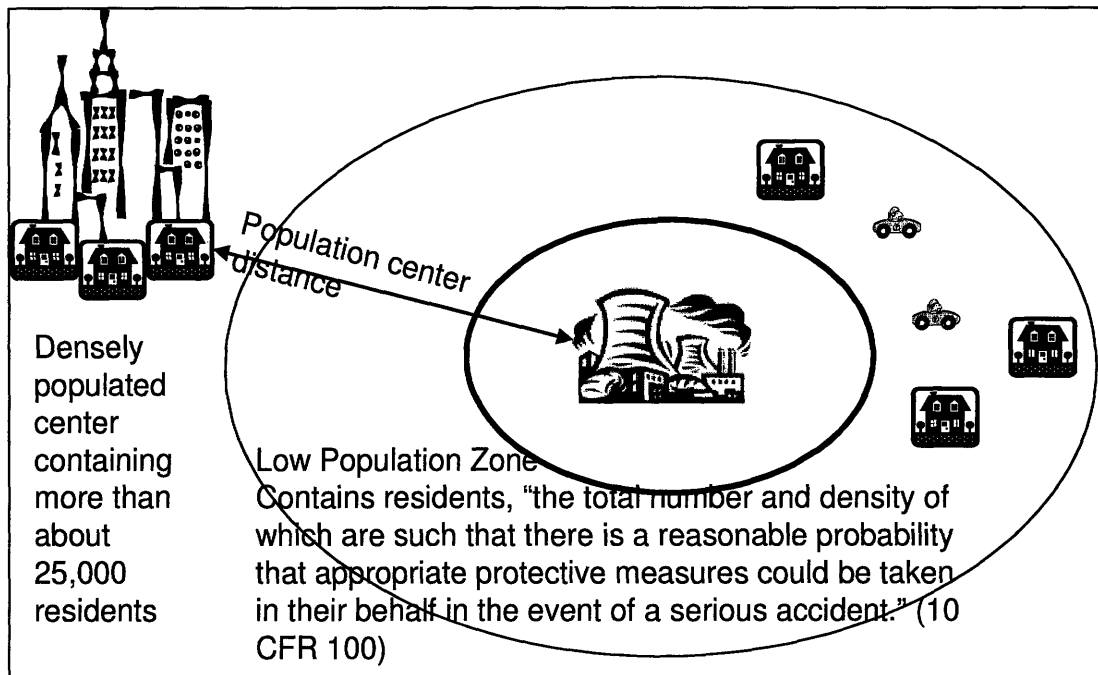 Population center
distance
Densely
populated
center
containing
more than
about
25,000
residents
Low Population Zone
Contains residents, “the total number and density of
which are such that there is a reasonable probability
that appropriate protective measures could be taken
in their behalf in the event of a serious accident.” (10
CFR 100)